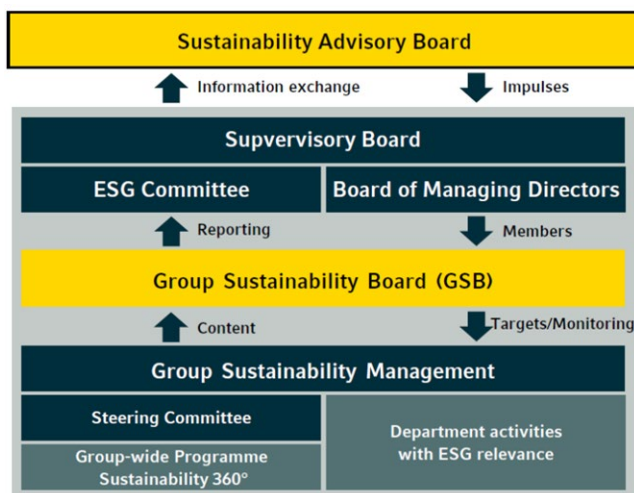 Sustainability Advisory Board
Information exchange
Impulses
Supvervisory Board
ESG Committee
Board of Managing Directors
Reporting
Members
Group Sustainability Board (GSB)
Content
Targets/Monitoring
Group Sustainability Management
Steering Committee
Group-wide Programme
Sustainability 360°
Department activities
with ESG relevance